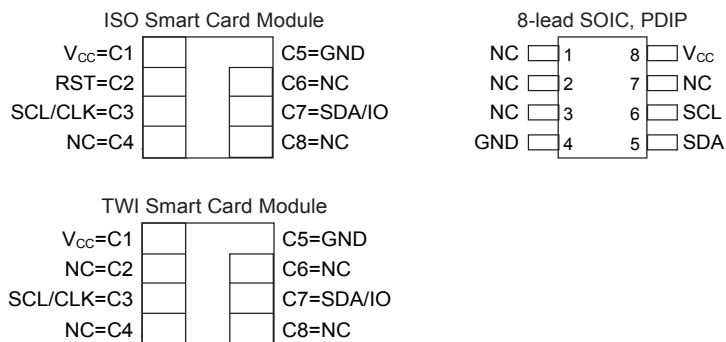 ISO Smart Card Module
VCC=C1 C5=GND
RST=C2 C6=NC
SCL/CLK=C3 C7=SDA/IO
NC=C4 C8=NC
8-lead SOIC, PDIP
NC 1 8 VCC
NC 2 7 NC
NC 3 6 SCL
GND 4 5 SDA
TWI Smart Card Module
VCC=C1 C5=GND
NC=C2 C6=NC
SCL/CLK=C3 C7=SDA/IO
NC=C4 C8=NC